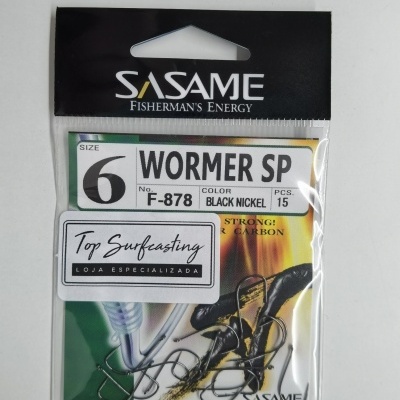 SASAME
FISHERMAN'S ENERGY
SIZE
6
WORMER SP
No.
F-878
COLOR
BLACK NICKEL
PCS.
15
STRONG!
CARBON
Top Surfcasting
LOJA ESPECIALIZADA
SASAME